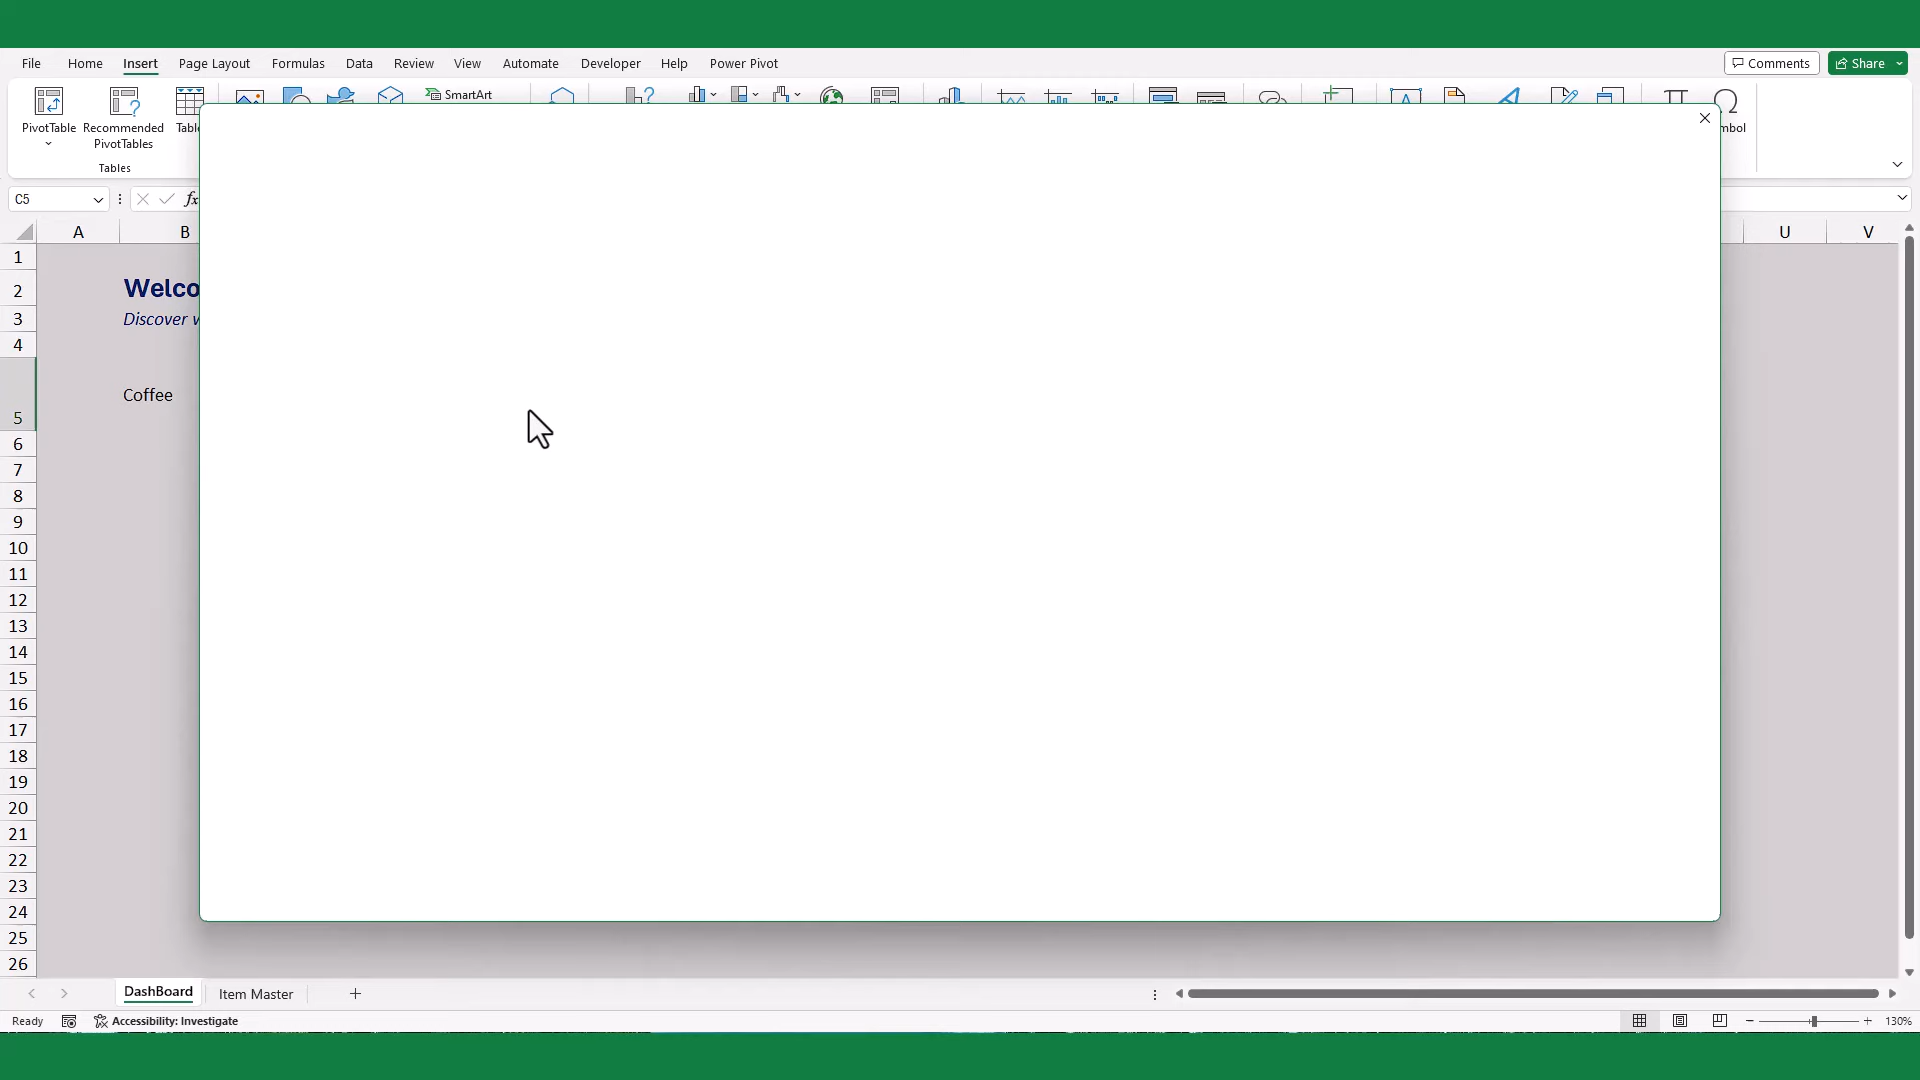 File Home Insert Page Layout Formulas Data Review View Automate Developer Help Power Pivot Comments Share
SmartArt
PivotTable Recommended PivotTables
Tables
C5 fx
A B U V
1
2 Welco
3 Discover
4
5 Coffee
6
7
8
9
10
11
12
13
14
15
16
17
18
19
20
21
22
23
24
25
26
DashBoard Item Master
Ready Accessibility: Investigate 130%